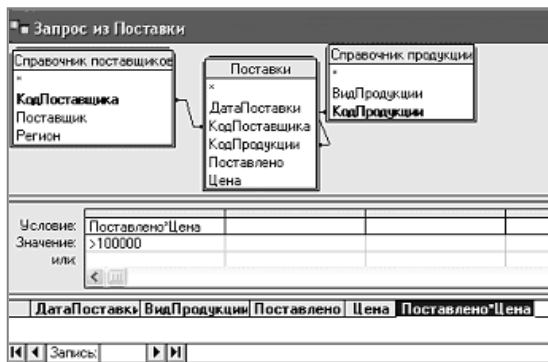 Запрос из Поставки
Справочник поставщиков
*
КодПоставщика
Поставщик
Регион
Поставки
*
ДатаПоставки
КодПоставщика
КодПродукции
Поставлено
Цена
Справочник продукции
*
ВидПродукции
КодПродукции
Условие: Поставлено*Цена
Значение: >100000
или:
ДатаПоставки ВидПродукции Поставлено Цена Поставлено*Цена
Запись: